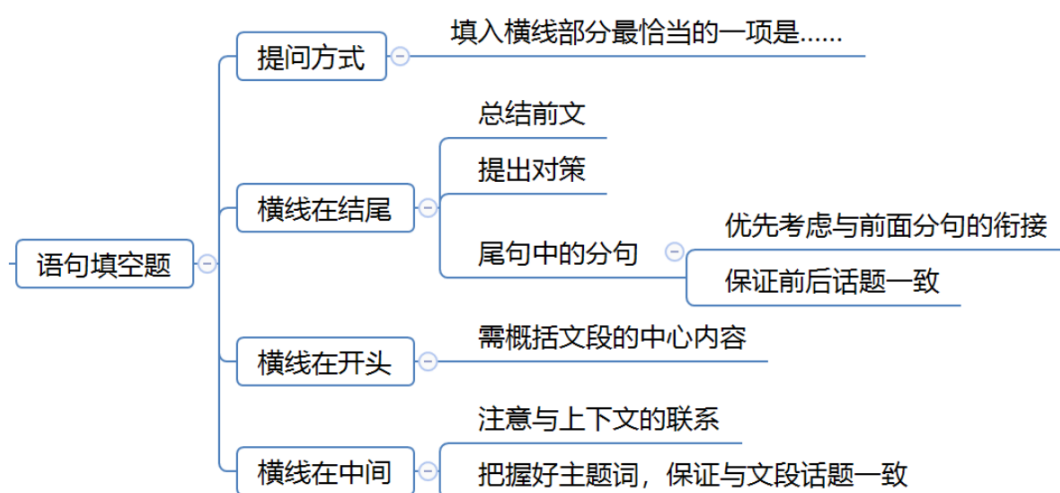 语句填空题
提问方式
填入横线部分最恰当的一项是......
横线在结尾
总结前文
提出对策
尾句中的分句
优先考虑与前面分句的衔接
保证前后话题一致
横线在开头
需概括文段的中心内容
横线在中间
注意与上下文的联系
把握好主题词，保证与文段话题一致